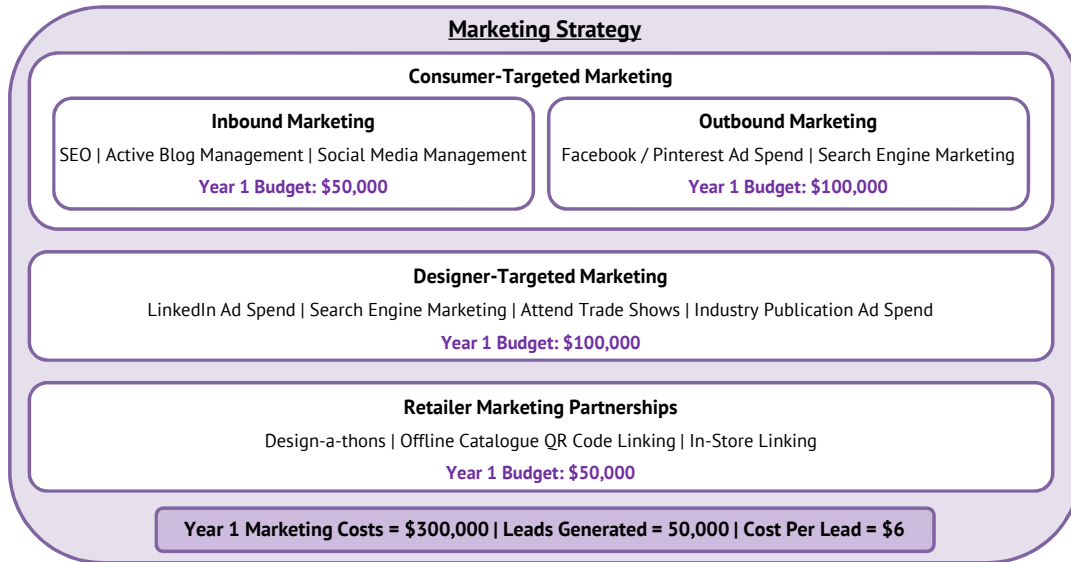 Marketing Strategy
Consumer-Targeted Marketing
Inbound Marketing
SEO | Active Blog Management | Social Media Management
Year 1 Budget: $50,000
Outbound Marketing
Facebook / Pinterest Ad Spend | Search Engine Marketing
Year 1 Budget: $100,000
Designer-Targeted Marketing
LinkedIn Ad Spend | Search Engine Marketing | Attend Trade Shows | Industry Publication Ad Spend
Year 1 Budget: $100,000
Retailer Marketing Partnerships
Design-a-thons | Offline Catalogue QR Code Linking | In-Store Linking
Year 1 Budget: $50,000
Year 1 Marketing Costs = $300,000 | Leads Generated = 50,000 | Cost Per Lead = $6